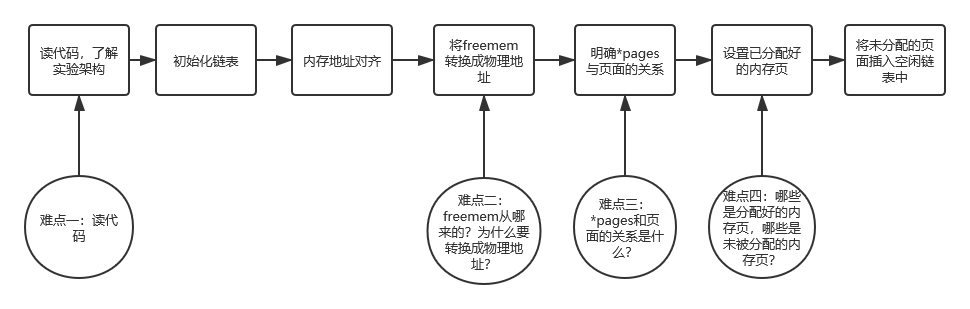 读代码，了解
实验架构
初始化链表
内存地址对齐
将freemem
转换成物理地
址
明确*pages
与页面的关系
设置已分配好
的内存页
将未分配的页
面插入空闲链
表中
难点一：读代
码
难点二：
freemem从哪
来的？为什么要
转换成物理地
址？
难点三：
*pages和页
面的关系是什
么？
难点四：哪些
是分配好的内
存页，哪些是
未被分配的内
存页？